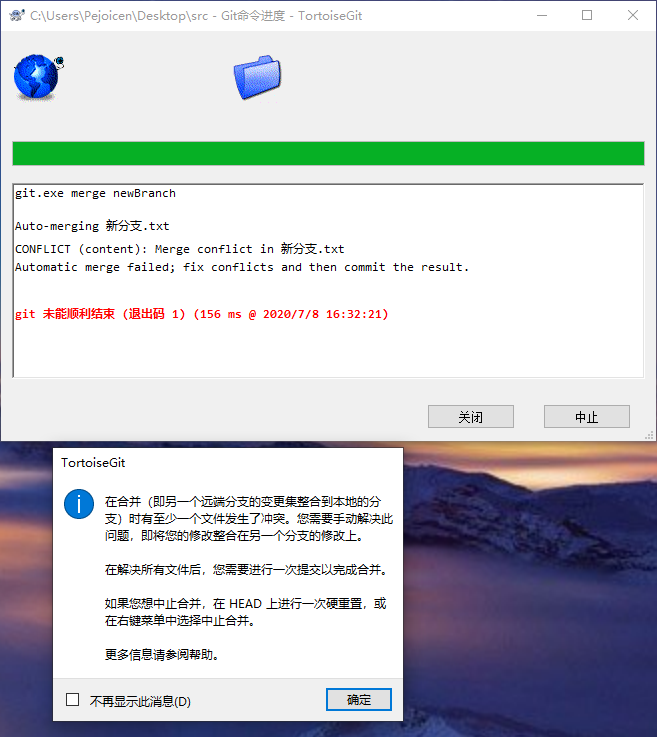 C:\Users\Pejoicen\Desktop\src - Git命令进度 - TortoiseGit
git.exe merge newBranch
Auto-merging 新分支.txt
CONFLICT (content): Merge conflict in 新分支.txt
Automatic merge failed; fix conflicts and then commit the result.
git 未能顺利结束 (退出码 1) (156 ms @ 2020/7/8 16:32:21)
关闭
中止
TortoiseGit
在合并（即另一个远端分支的变更集整合到本地的分
支）时有至少一个文件发生了冲突。您需要手动解决此
问题，即将您的修改整合在另一个分支的修改上。
在解决所有文件后，您需要进行一次提交以完成合并。
如果您想中止合并，在 HEAD 上进行一次硬重置，或
在右键菜单中选择中止合并。
更多信息请参阅帮助。
不再显示此消息(D)
确定